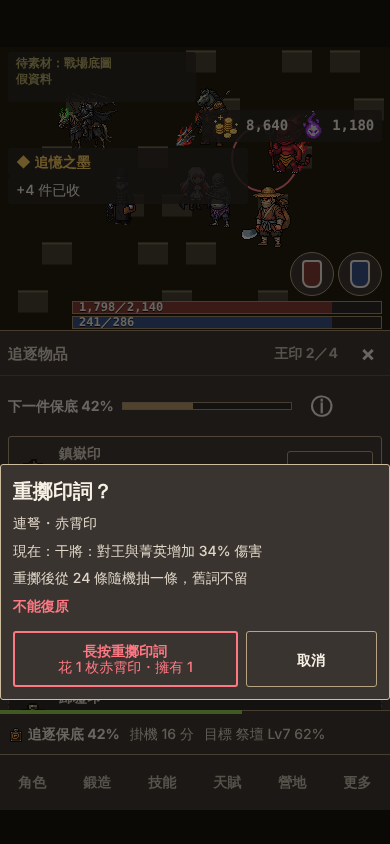 待素材：戰場底圖
假資料
8,640
1,180
◆ 追憶之墨
+4 件已收
1,798／2,140
241／286
追逐物品
王印 2／4
×
下一件保底 42%
ⓘ
鎮嶽印
重擲印詞？
連弩・赤霄印
現在：干將：對王與菁英增加 34% 傷害
重擲後從 24 條隨機抽一條，舊詞不留
不能復原
長按重擲印詞
花 1 枚赤霄印・擁有 1
取消
追逐保底 42%
掛機 16 分
目標 祭壇 Lv7 62%
角色
鍛造
技能
天賦
營地
更多